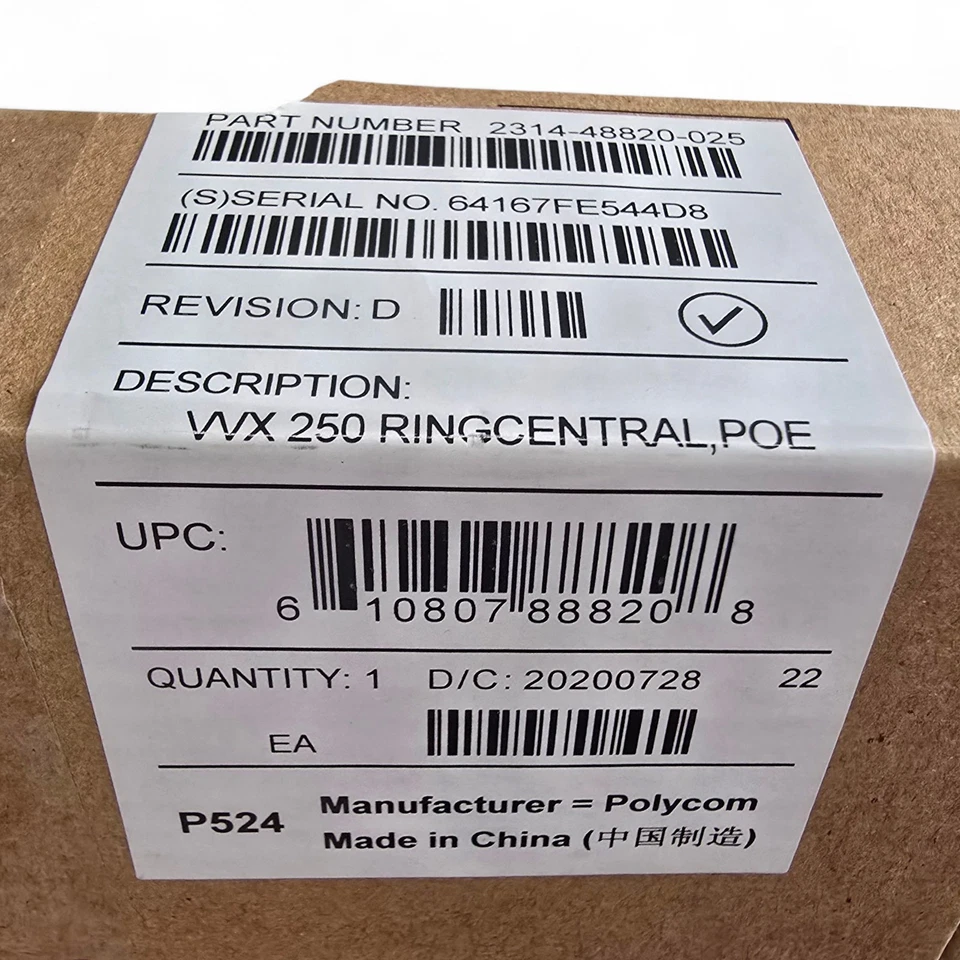 PART NUMBER 2314-48820-025
(S)SERIAL NO. 64167FE544D8
REVISION: D
DESCRIPTION:
VVX 250 RINGCENTRAL,POE
UPC:
6 10807 88820 8
QUANTITY: 1 D/C: 20200728 22
EA
P524 Manufacturer = Polycom
Made in China (中国制造)